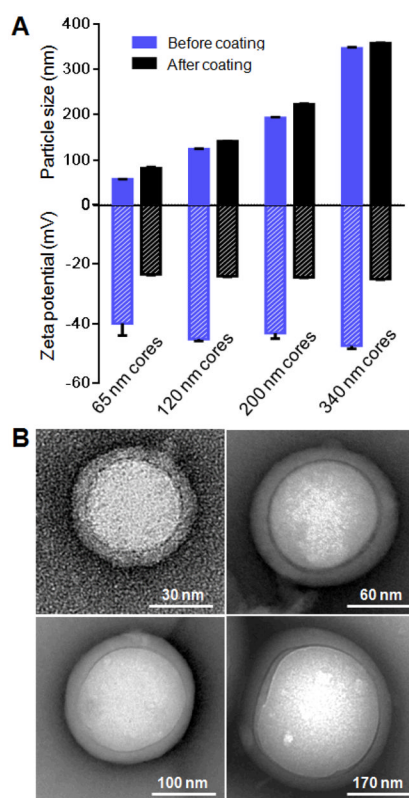 A
Before coating
After coating
Particle size (nm)
400
300
200
100
0
Zeta potential (mV)
-20
-40
-60
65 nm cores
120 nm cores
200 nm cores
340 nm cores
B
30 nm
60 nm
100 nm
170 nm